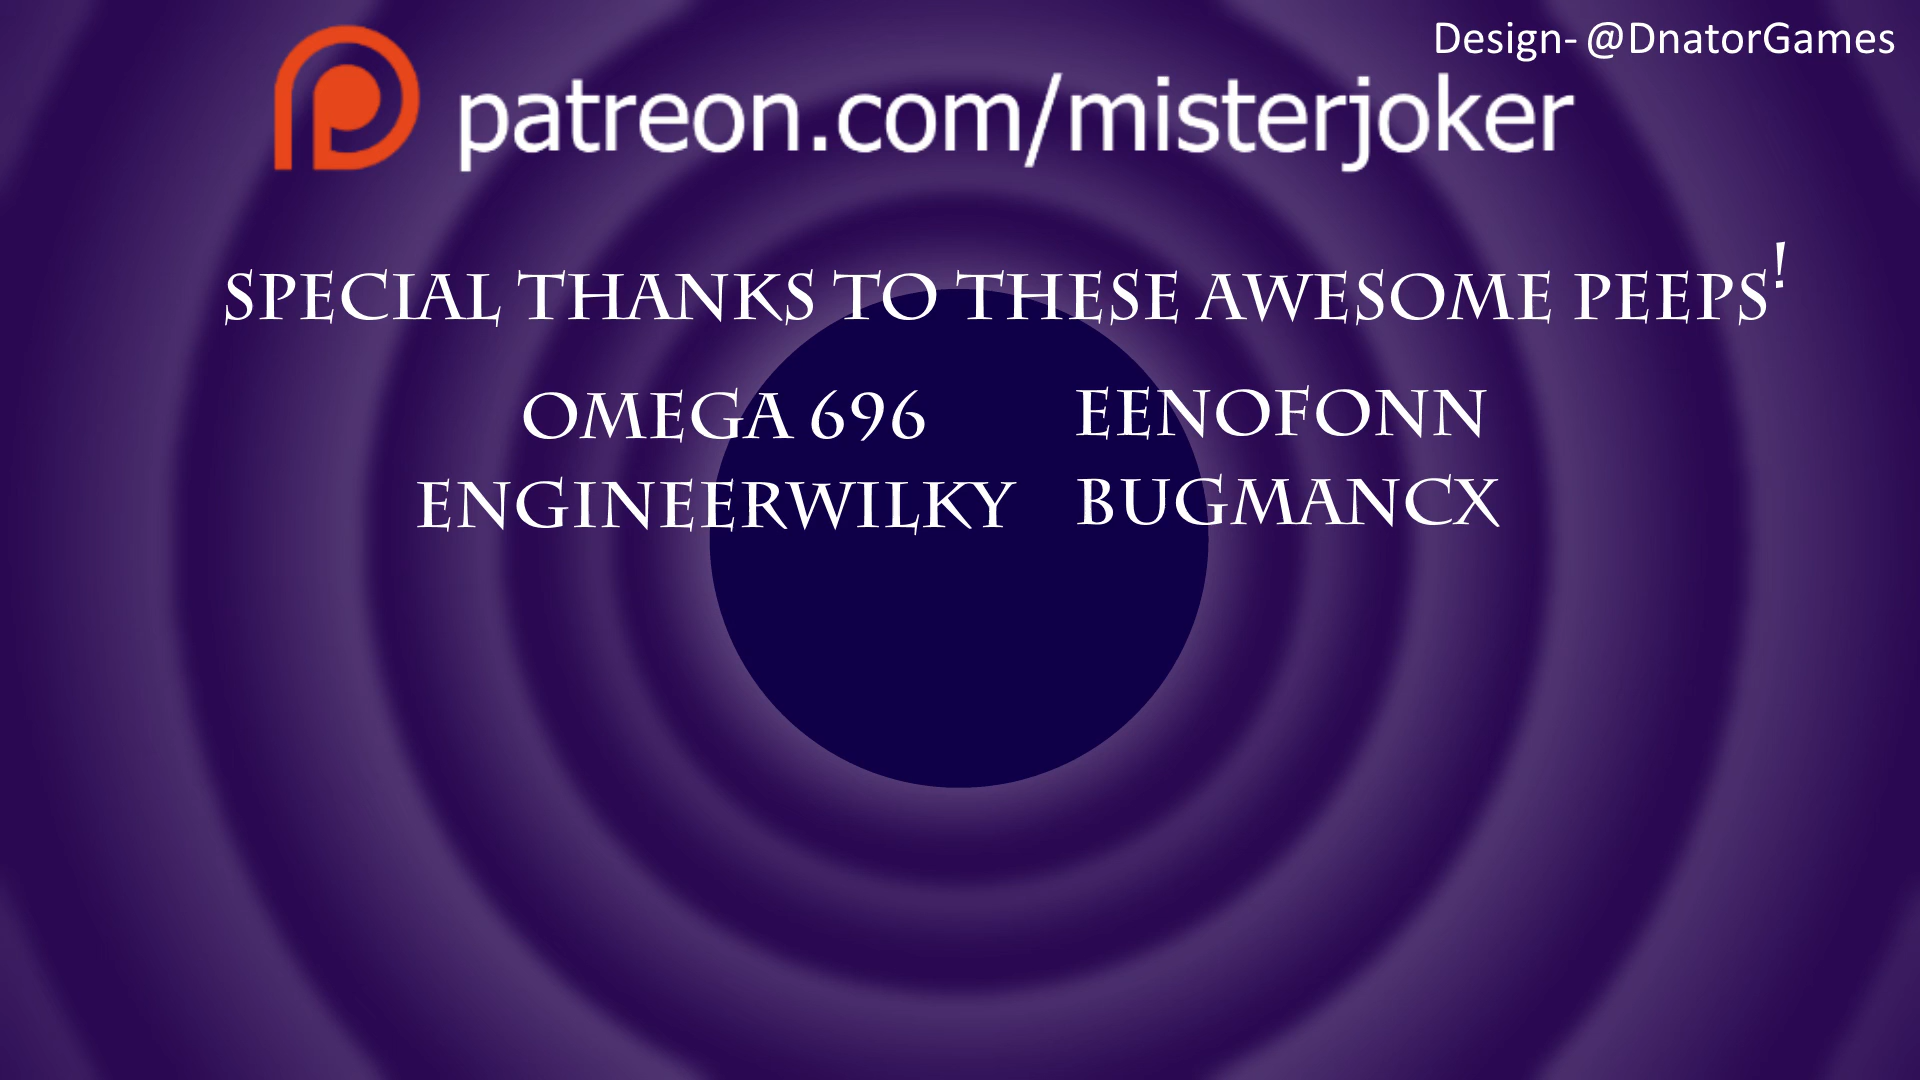 Design- @DnatorGames
patreon.com/misterjoker
SPECIAL THANKS TO THESE AWESOME PEEPS!
OMEGA 696 EENOFONN
ENGINEERWILKY BUGMANCX